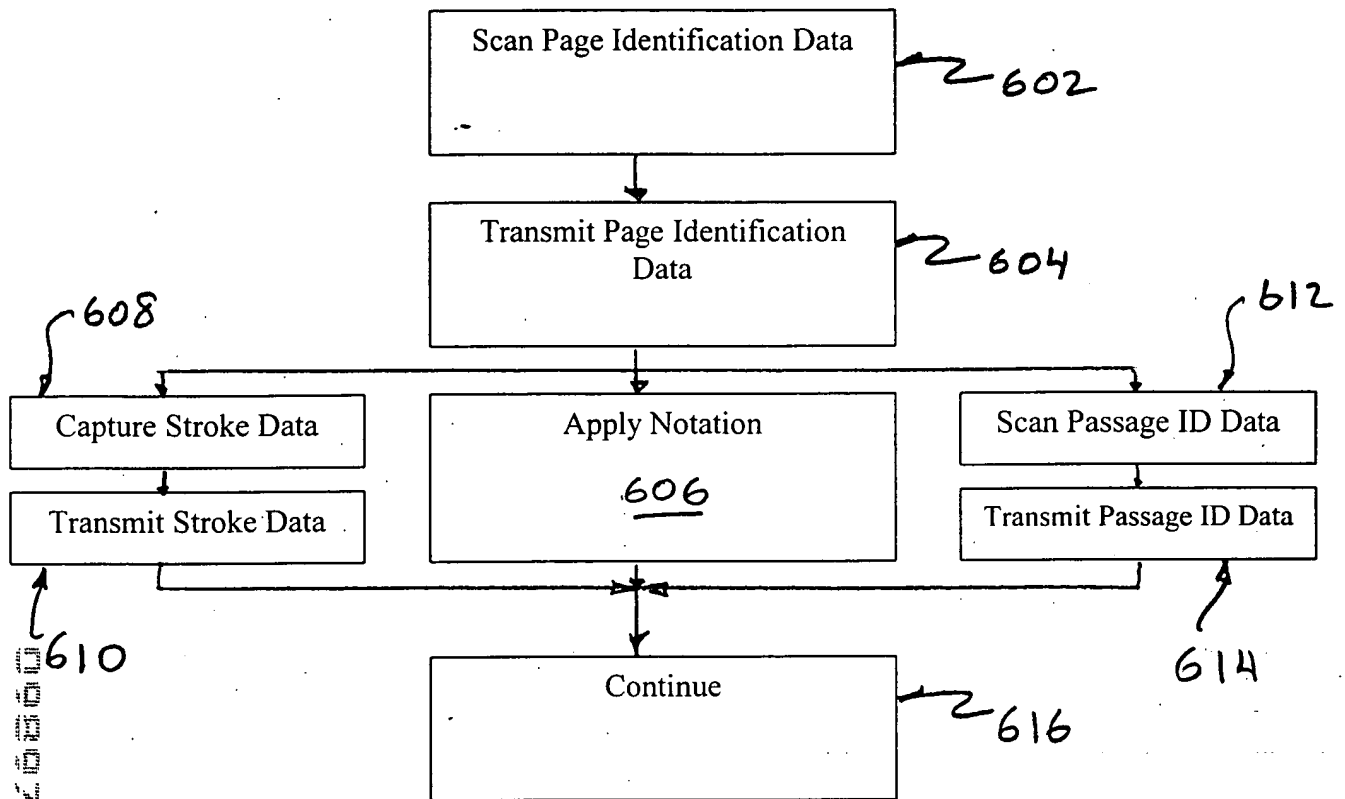 Scan Page Identification Data
602
Transmit Page Identification
Data
604
608
612
Capture Stroke Data
Apply Notation
606
Scan Passage ID Data
Transmit Stroke Data
Transmit Passage ID Data
610
614
Continue
616